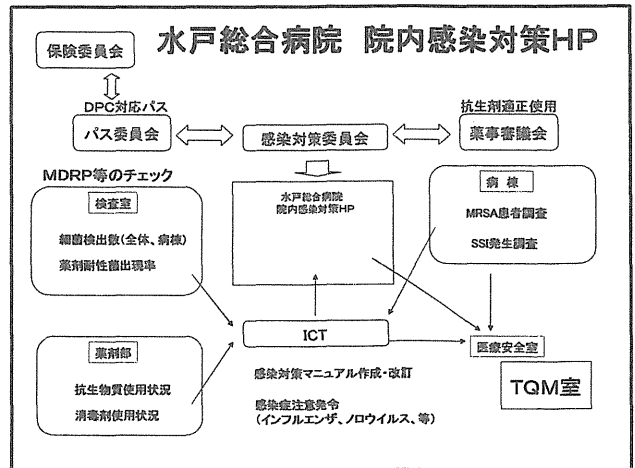 水戸総合病院 院内感染対策HP
保険委員会
DPC対応パス
パス委員会
感染対策委員会
抗生剤適正使用
薬事審議会
MDRP等のチェック
検査室
細菌検出数(全体、病棟)
薬剤耐性菌出現率
水戸総合病院
院内感染対策HP
病棟
MRSA患者調査
SSI発生調査
ICT
医療安全室
TQM室
薬剤部
抗生物質使用状況
消毒剤使用状況
感染対策マニュアル作成・改訂
感染症注意発令
(インフルエンザ、ノロウイルス、等)